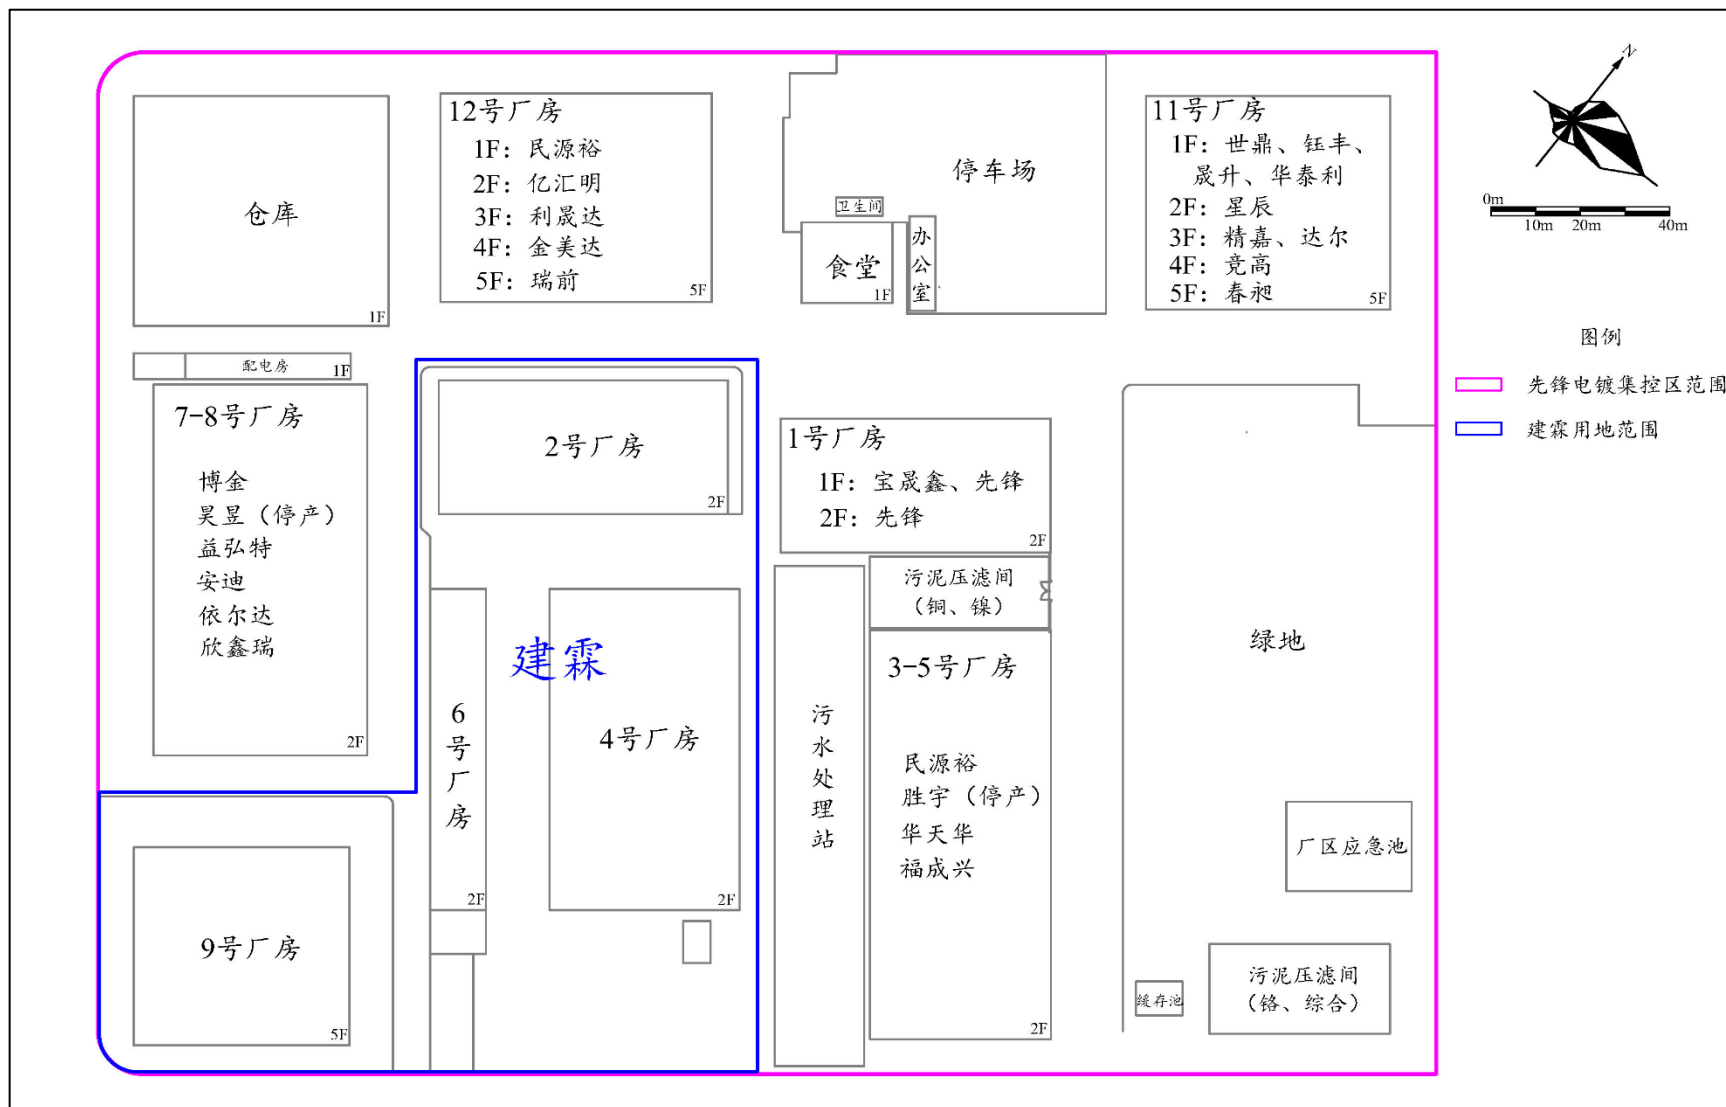 仓库
1F
12号厂房
1F：民源裕
2F：亿汇明
3F：利晟达
4F：金美达
5F：瑞前
5F
停车场
卫生间
食堂
1F
办公室
11号厂房
1F：世鼎、钰丰、
晟升、华泰利
2F：星辰
3F：精嘉、达尔
4F：竞高
5F：春昶
5F
N
0m
10m
20m
40m
图例
先锋电镀集控区范围
建霖用地范围
配电房
1F
7-8号厂房
博金
昊昱（停产）
益弘特
安迪
依尔达
欣鑫瑞
2F
2号厂房
2F
建霖
6号厂房
2F
4号厂房
2F
9号厂房
5F
1号厂房
1F：宝晟鑫、先锋
2F：先锋
2F
污泥压滤间
（铜、镍）
污水处理站
3-5号厂房
民源裕
胜宇（停产）
华天华
福成兴
2F
绿地
厂区应急池
缓存池
污泥压滤间
（铬、综合）